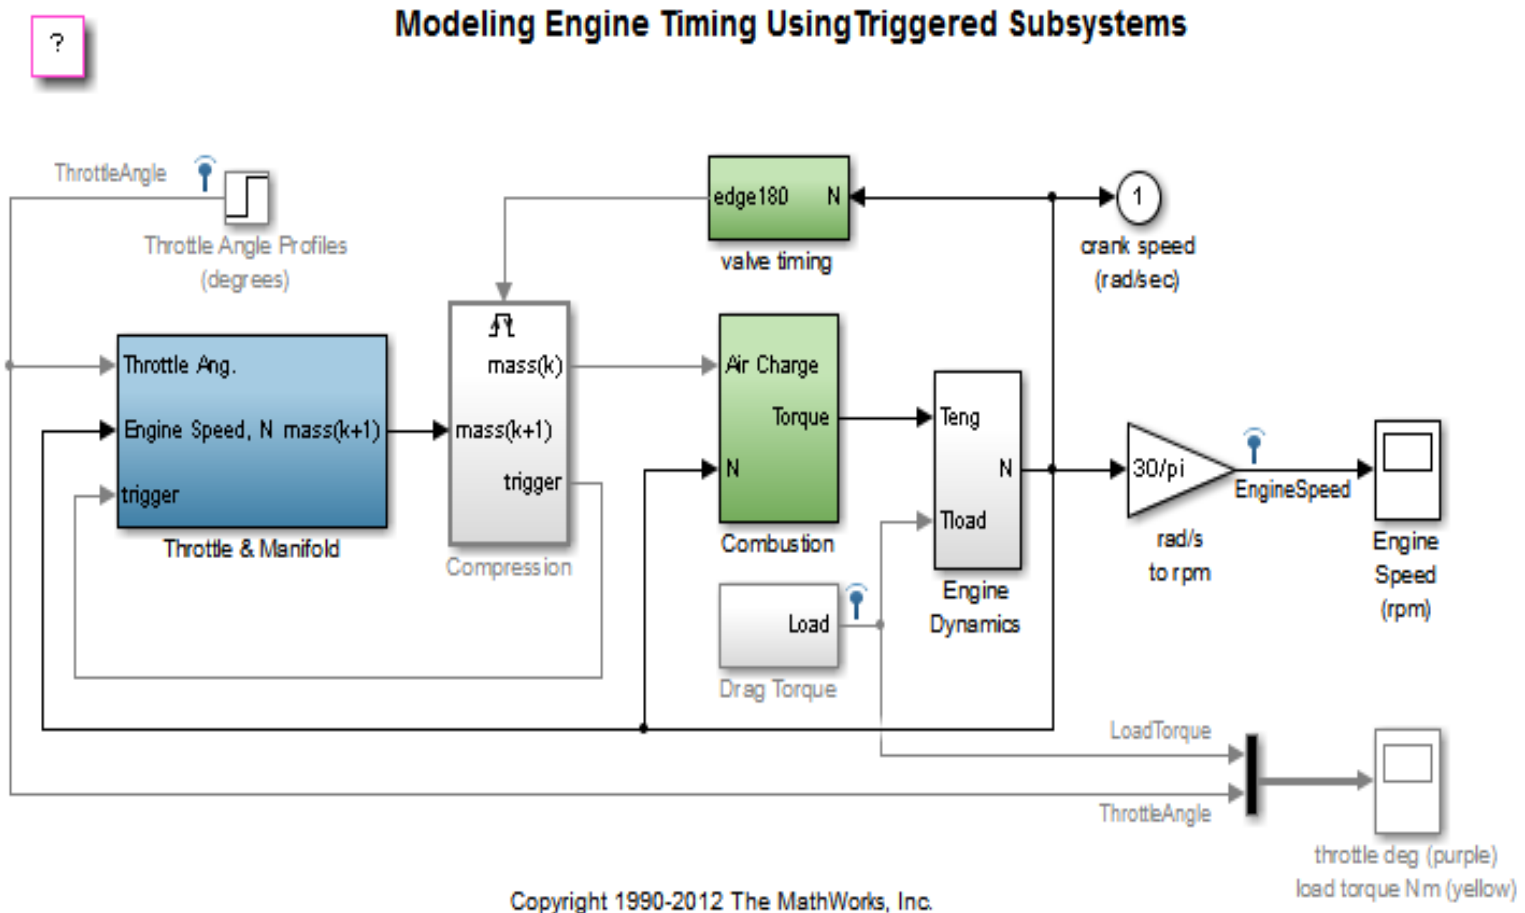 Modeling Engine Timing UsingTriggered Subsystems
?
ThrottleAngle
Throttle Angle Profiles
(degrees)
edge180 N
valve timing
1
crank speed
(rad/sec)
Throttle Ang.
Engine Speed, N mass(k+1)
trigger
Throttle & Manifold
mass(k)
mass(k+1)
trigger
Compression
Air Charge
Torque
N
Combustion
Load
Drag Torque
Teng
N
Tload
Engine
Dynamics
30/pi
rad/s
to rpm
EngineSpeed
Engine
Speed
(rpm)
LoadTorque
ThrottleAngle
throttle deg (purple)
load torque Nm (yellow)
Copyright 1990-2012 The MathWorks, Inc.